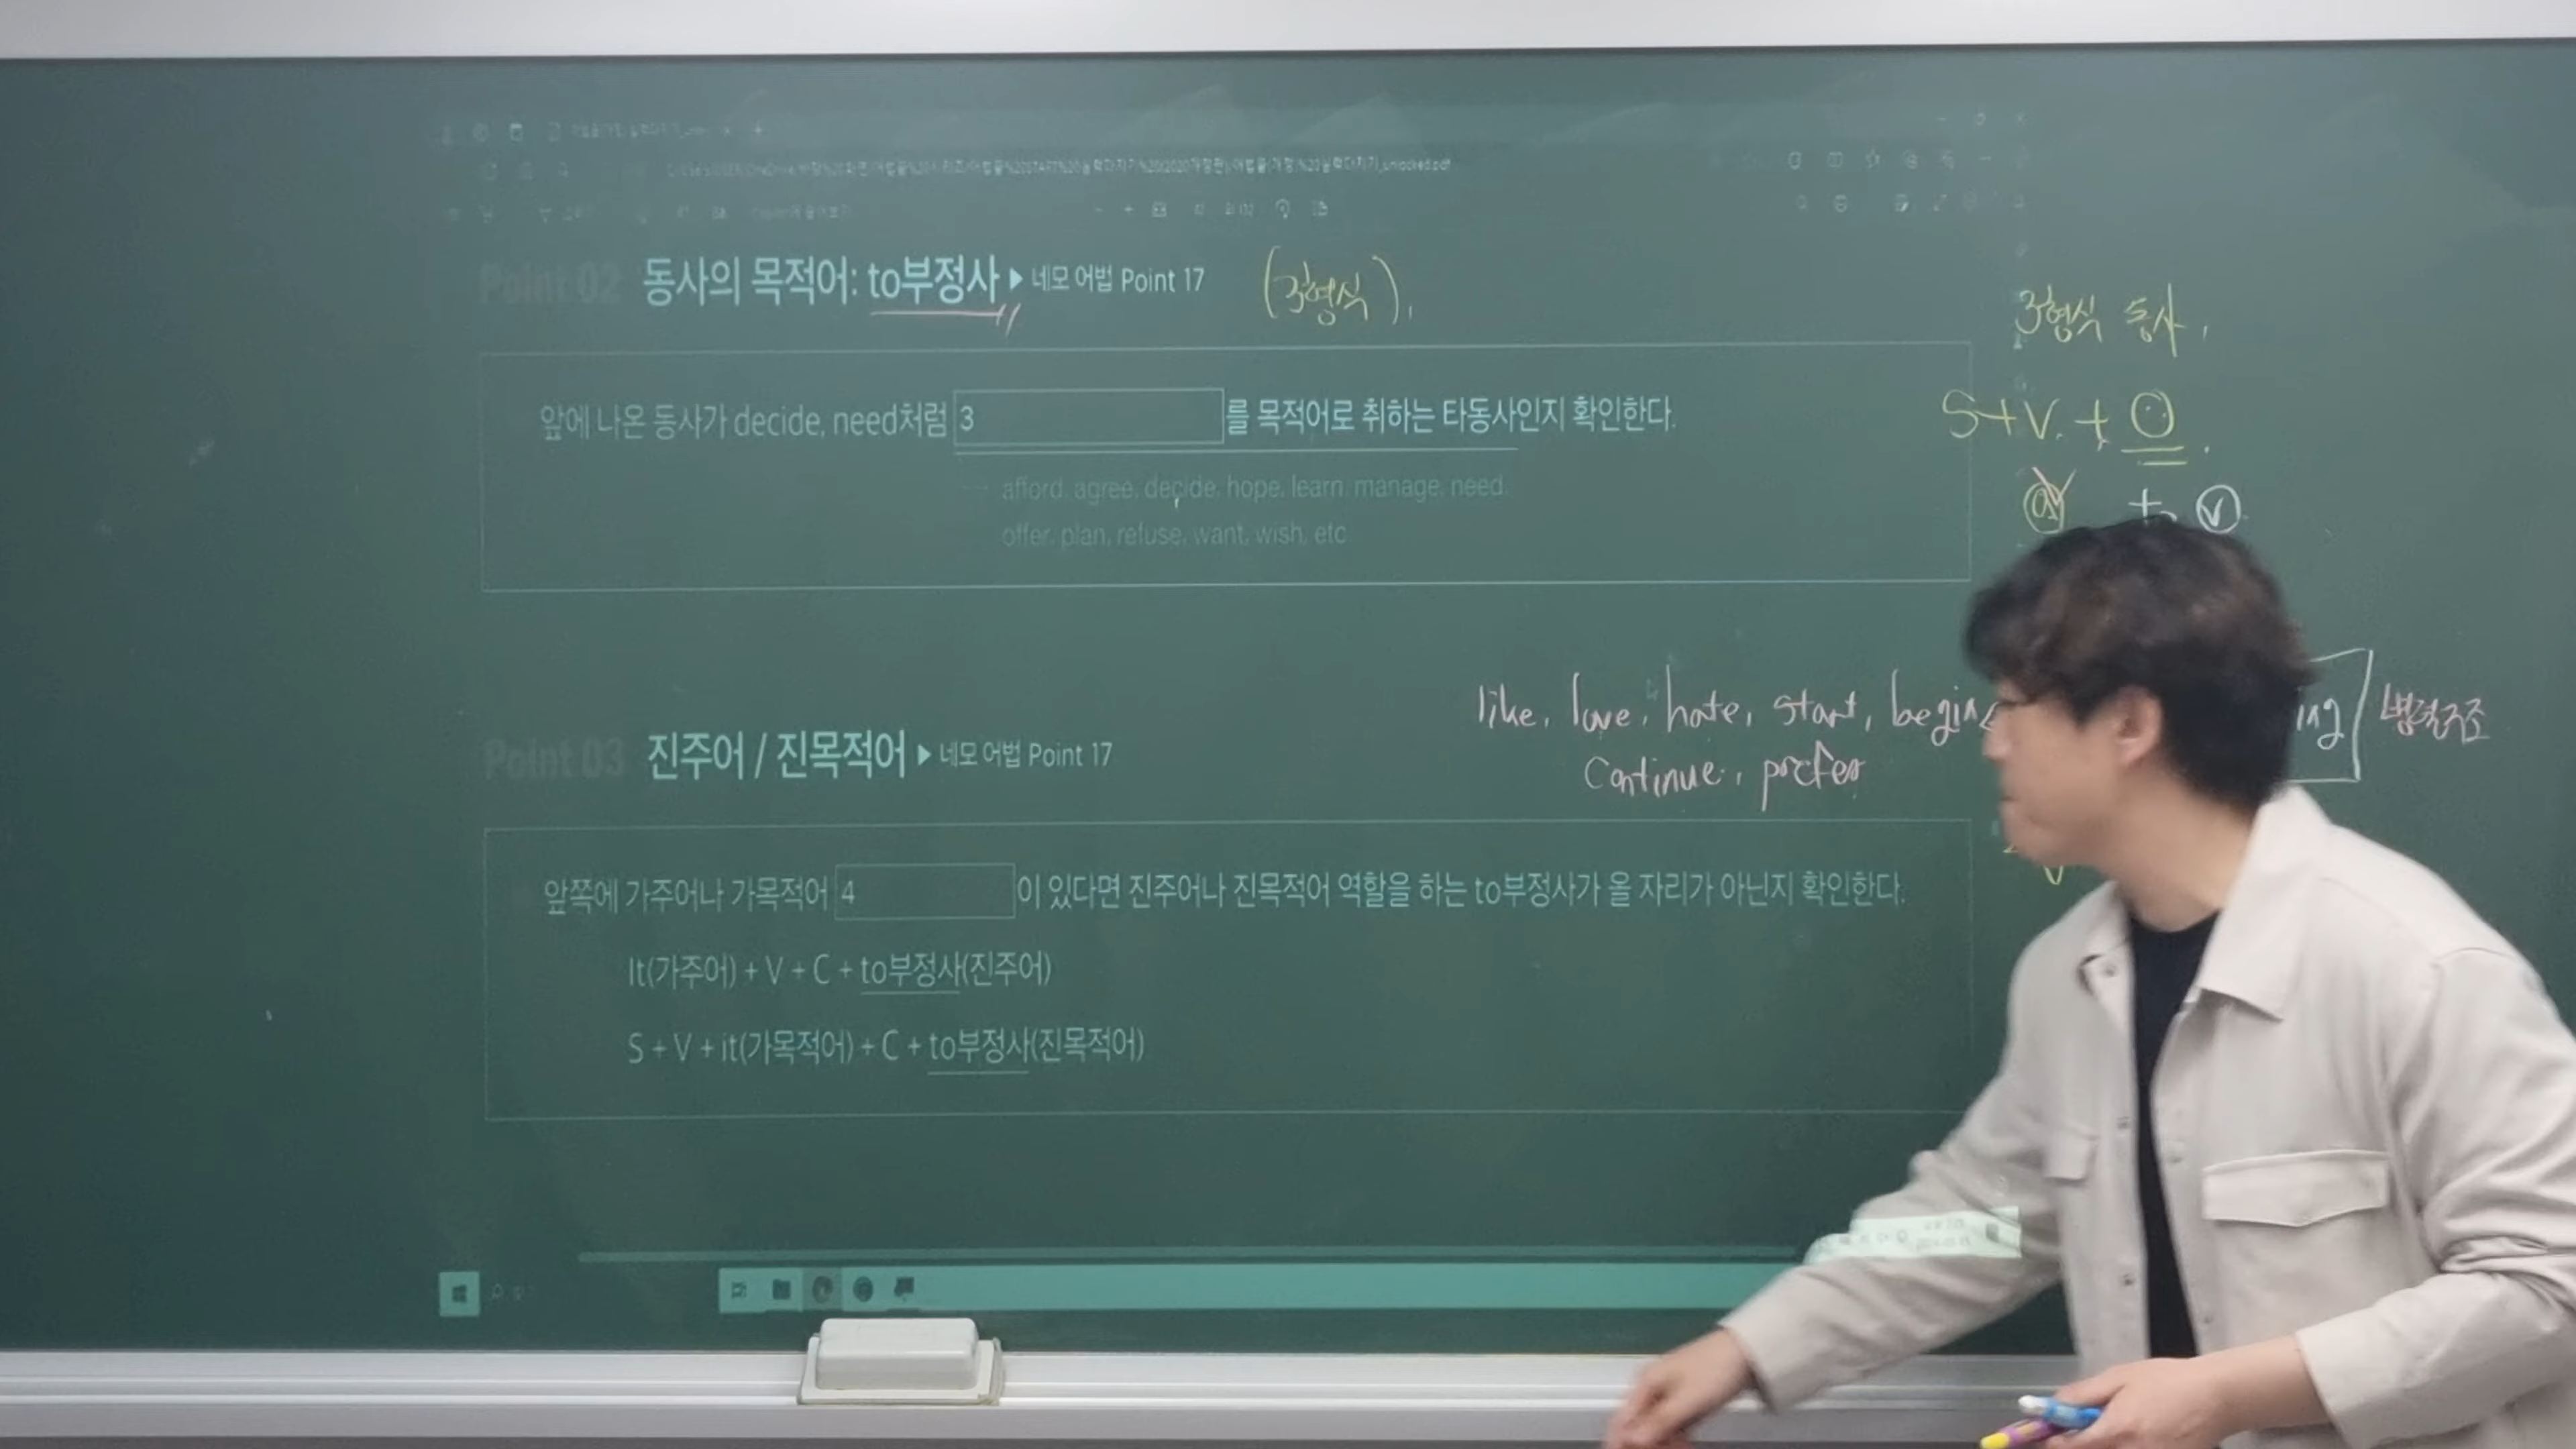 Point 02 동사의 목적어: to부정사 ▶ 네모 어법 Point 17 (3형식).
3형식 동사.
앞에 나온 동사가 decide, need처럼 3 를 목적어로 취하는 타동사인지 확인한다.
S+V.+O.
afford, agree, decide, hope, learn, manage, need,
to V
offer, plan, refuse, want, wish, etc
like, love, hate, start, begin
병렬구조
continue, prefer
Point 03 진주어 / 진목적어 ▶ 네모 어법 Point 17
앞쪽에 가주어나 가목적어 4 이 있다면 진주어나 진목적어 역할을 하는 to부정사가 올 자리가 아닌지 확인한다.
It(가주어) + V + C + to부정사(진주어)
S + V + it(가목적어) + C + to부정사(진목적어)